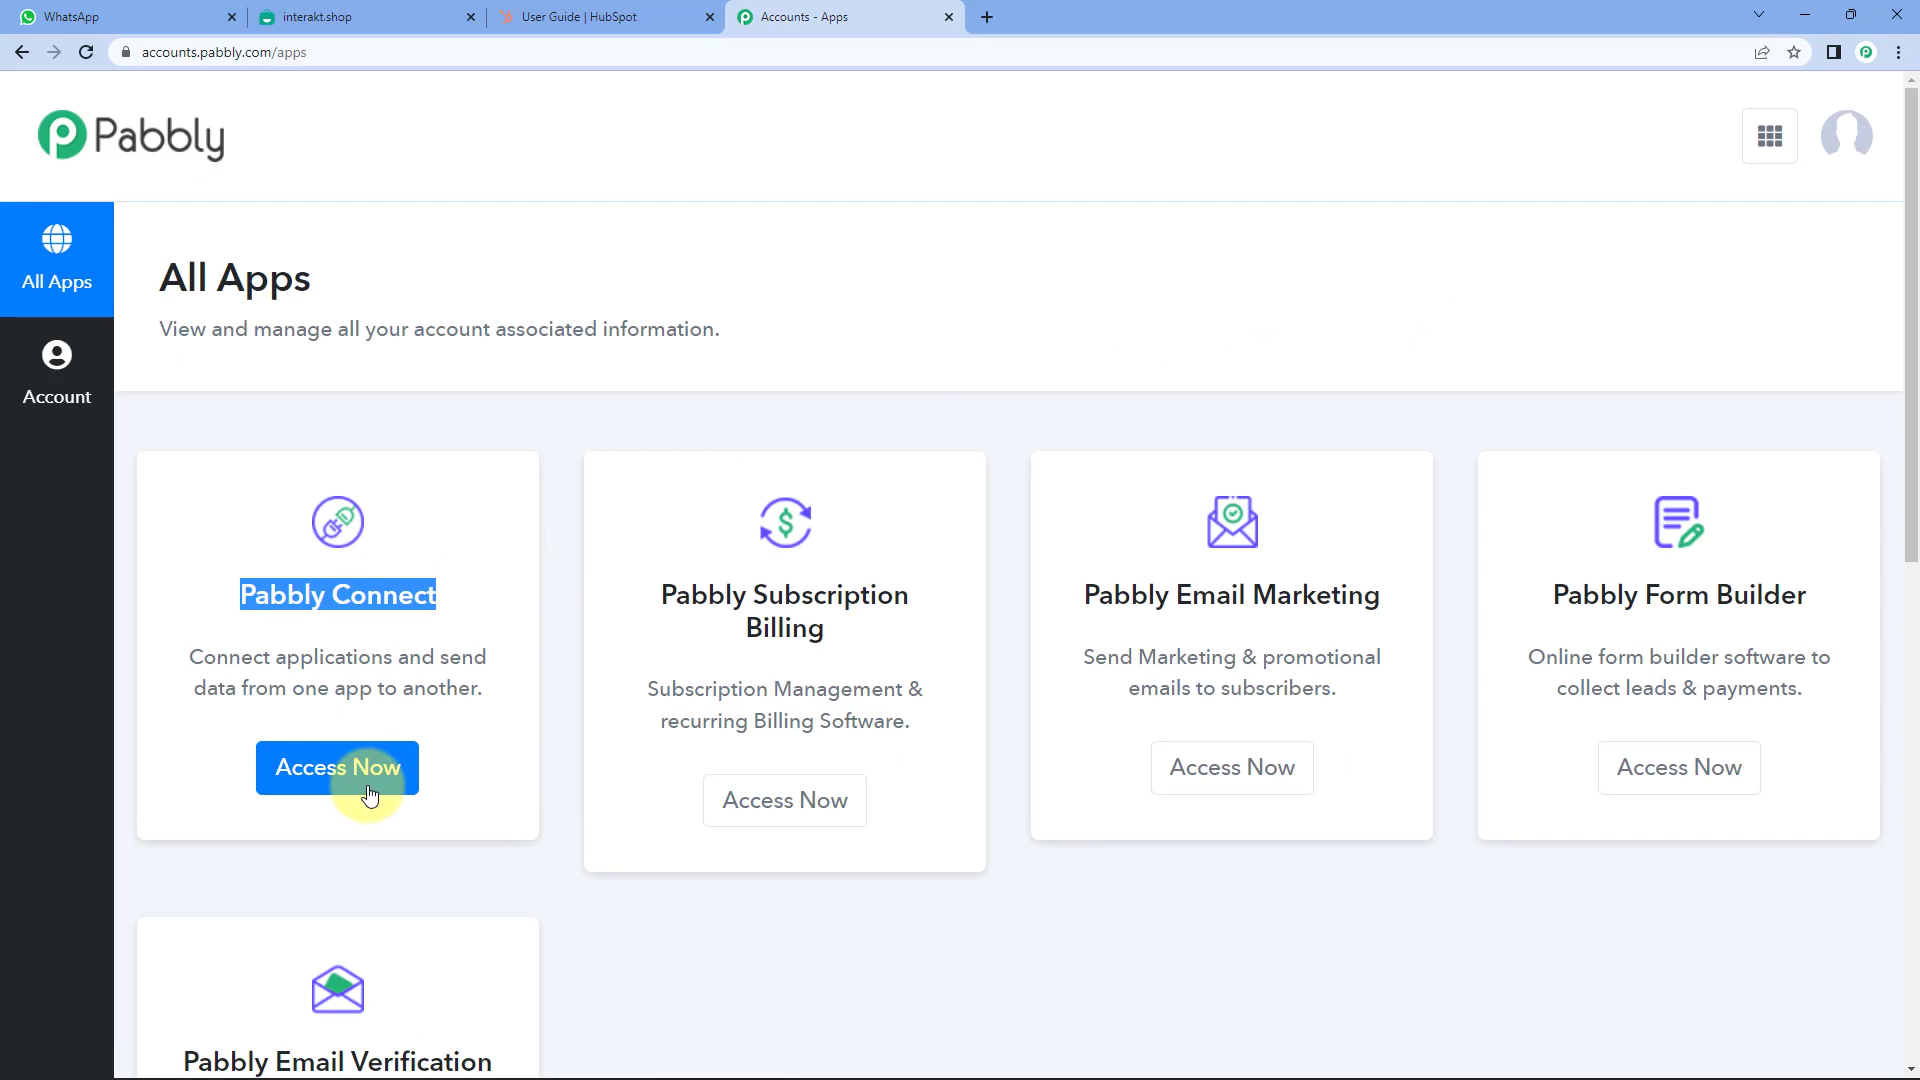 WhatsApp
interakt.shop
User Guide | HubSpot
Accounts - Apps
accounts.pabbly.com/apps
Pabbly
All Apps
Account
All Apps
View and manage all your account associated information.
Pabbly Connect
Connect applications and send
data from one app to another.
Access Now
Pabbly Subscription
Billing
Subscription Management &
recurring Billing Software.
Access Now
Pabbly Email Marketing
Send Marketing & promotional
emails to subscribers.
Access Now
Pabbly Form Builder
Online form builder software to
collect leads & payments.
Access Now
Pabbly Email Verification